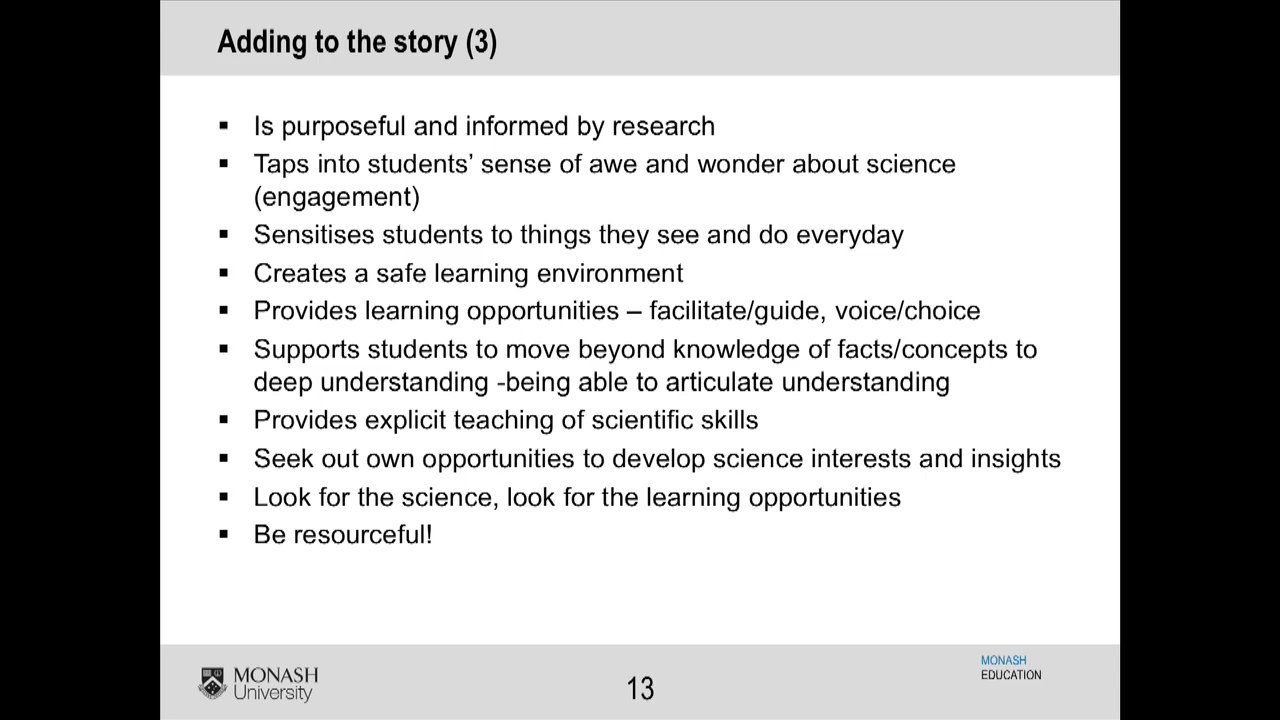 Adding to the story (3)
▪ Is purposeful and informed by research
▪ Taps into students’ sense of awe and wonder about science
(engagement)
▪ Sensitises students to things they see and do everyday
▪ Creates a safe learning environment
▪ Provides learning opportunities – facilitate/guide, voice/choice
▪ Supports students to move beyond knowledge of facts/concepts to
deep understanding -being able to articulate understanding
▪ Provides explicit teaching of scientific skills
▪ Seek out own opportunities to develop science interests and insights
▪ Look for the science, look for the learning opportunities
▪ Be resourceful!
MONASH
University
13
MONASH
EDUCATION